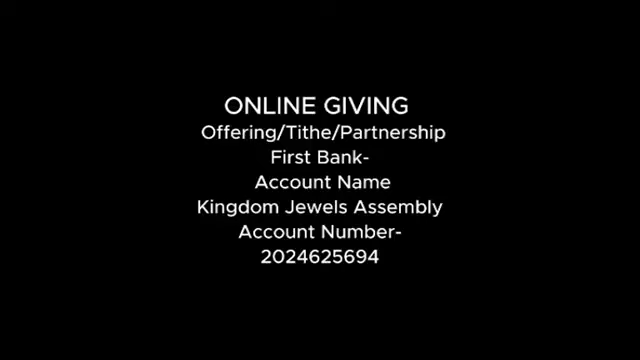 ONLINE GIVING
Offering/Tithe/Partnership
First Bank-
Account Name
Kingdom Jewels Assembly
Account Number-
2024625694